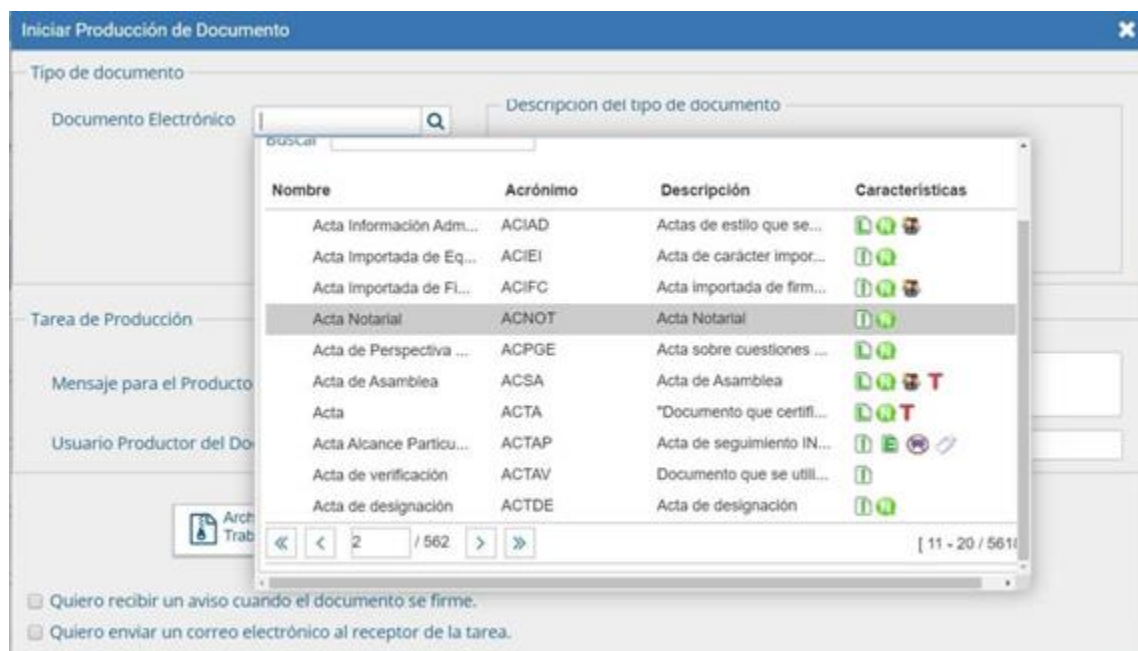 Iniciar Producción de Documento
Tipo de documento
Documento Electrónico
Descripción del tipo de documento
Buscar
Nombre Acrónimo Descripción Características
Acta Información Adm... ACIAD Actas de estilo que se...
Acta Importada de Eq... ACIEI Acta de carácter impor...
Acta Importada de Fi... ACIFC Acta importada de firm...
Acta Notarial ACNOT Acta Notarial
Acta de Perspectiva ... ACPGE Acta sobre cuestiones ...
Acta de Asamblea ACSA Acta de Asamblea
Acta ACTA "Documento que certifi...
Acta Alcance Particu... ACTAP Acta de seguimiento IN...
Acta de verificación ACTAV Documento que se utili...
Acta de designación ACTDE Acta de designación
2 / 562 [ 11 - 20 / 5618
Tarea de Producción
Mensaje para el Producto
Usuario Productor del Do
Arch
Trab
Quiero recibir un aviso cuando el documento se firme.
Quiero enviar un correo electrónico al receptor de la tarea.